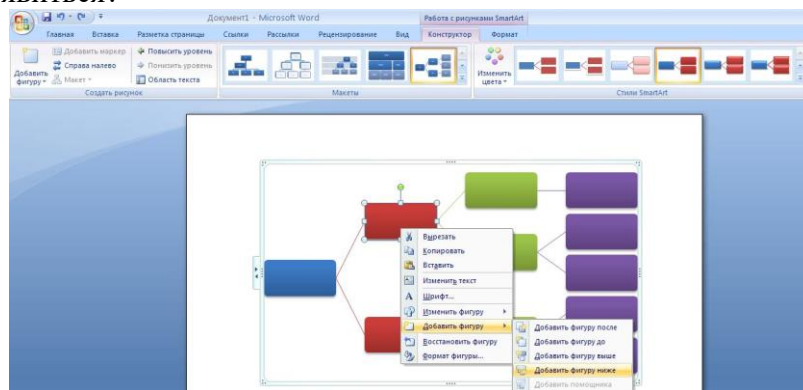 явиться?
Документ1 - Microsoft Word
Работа с рисунками SmartArt
Главная Вставка Разметка страницы Ссылки Рассылки Рецензирование Вид Конструктор Формат
Добавить фигуру
Добавить маркер
Справа налево
Макет
Повысить уровень
Понизить уровень
Область текста
Изменить цвета
Создать рисунок
Макеты
Стили SmartArt
Вырезать
Копировать
Вставить
Изменить текст
Шрифт...
Изменить фигуру
Добавить фигуру
Восстановить фигуру
Формат фигуры...
Добавить фигуру после
Добавить фигуру до
Добавить фигуру выше
Добавить фигуру ниже
Добавить помощника